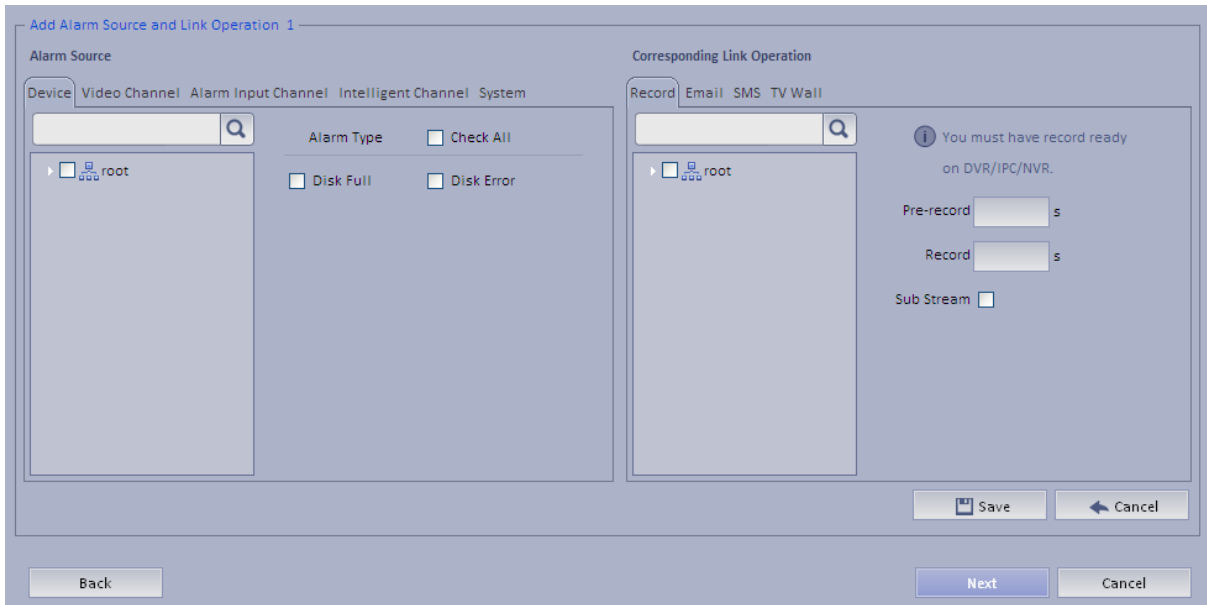 Add Alarm Source and Link Operation 1
Alarm Source
Device Video Channel Alarm Input Channel Intelligent Channel System
Alarm Type Check All
root
Disk Full Disk Error
Corresponding Link Operation
Record Email SMS TV Wall
root
You must have record ready
on DVR/IPC/NVR.
Pre-record s
Record s
Sub Stream
Save Cancel
Back Next Cancel